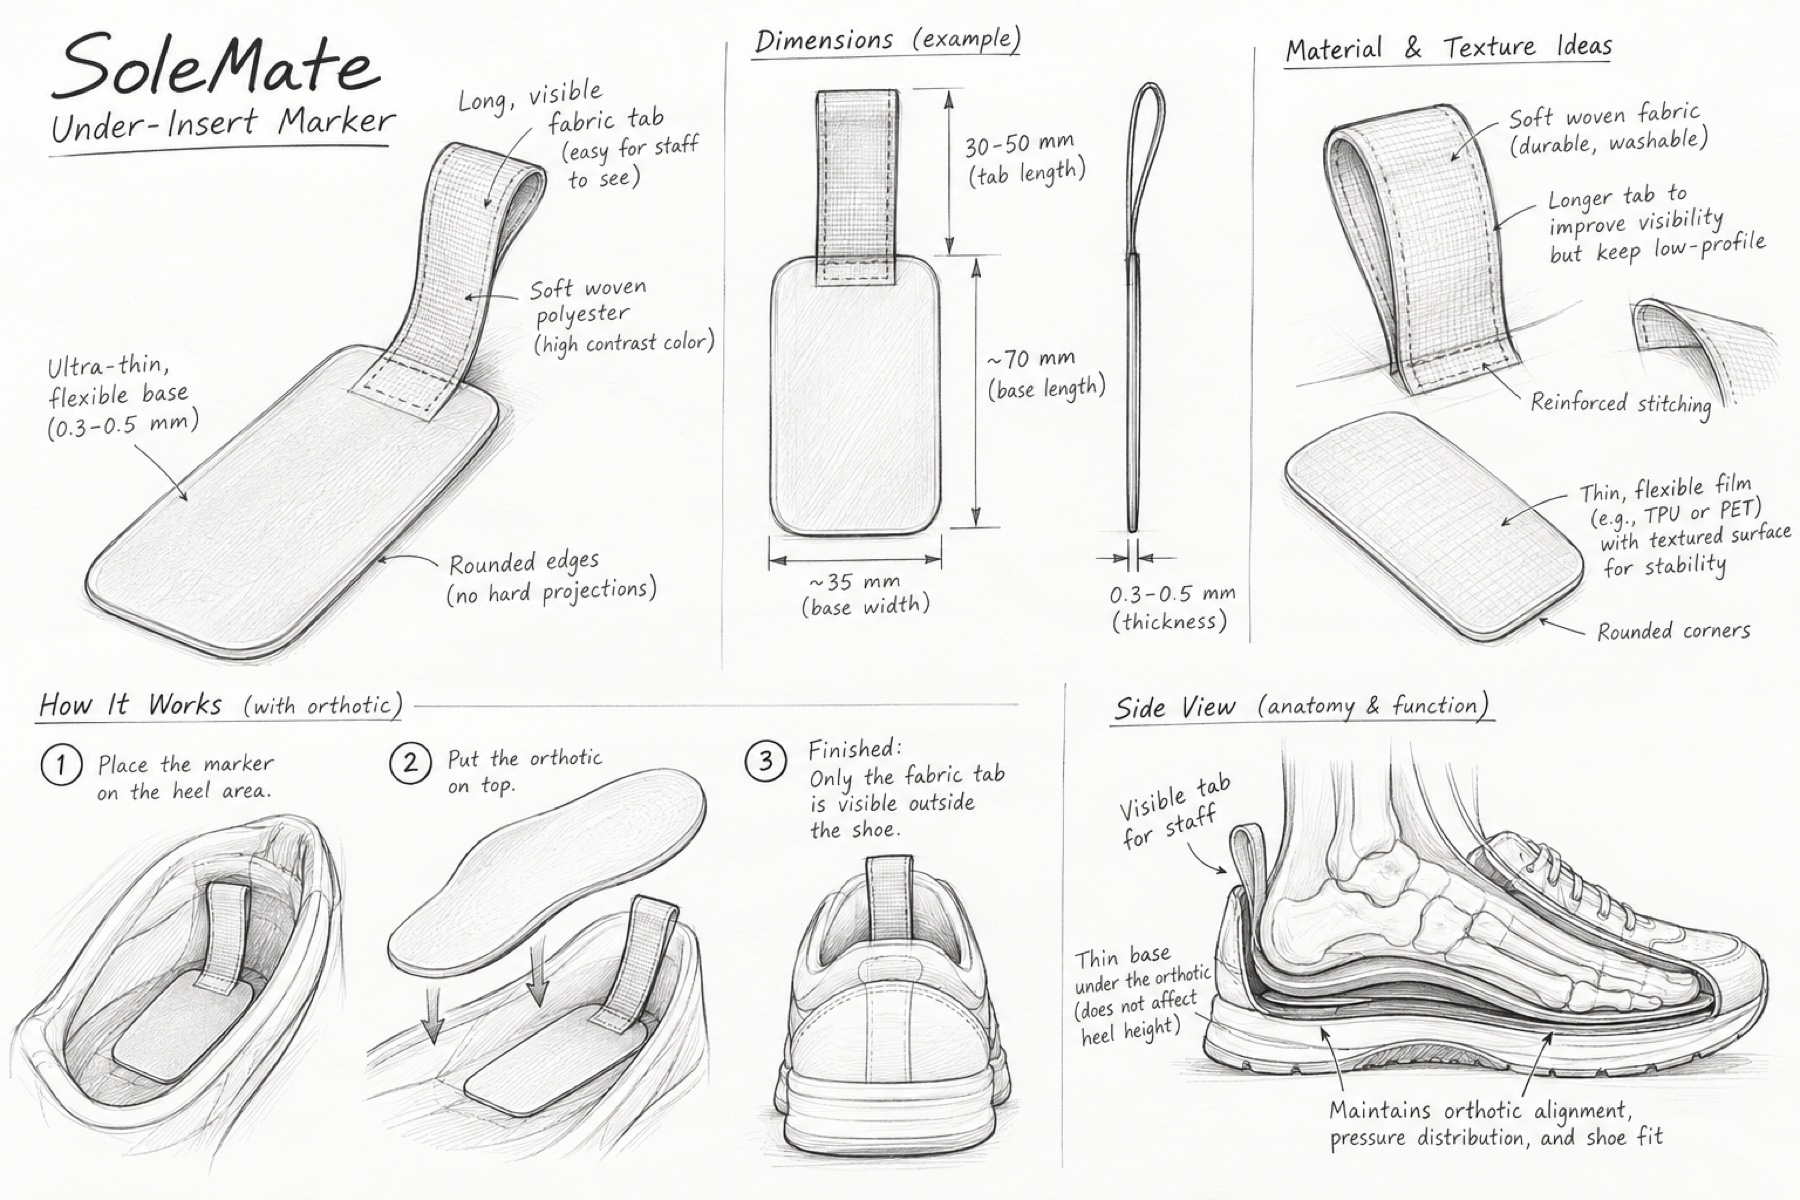 SoleMate
Under-Insert Marker
Long, visible
fabric tab
(easy for staff
to see)
Soft woven
polyester
(high contrast color)
Ultra-thin,
flexible base
(0.3-0.5 mm)
Rounded edges
(no hard projections)
Dimensions (example)
30-50 mm
(tab length)
~70 mm
(base length)
~35 mm
(base width)
0.3-0.5 mm
(thickness)
Material & Texture Ideas
Soft woven fabric
(durable, washable)
Longer tab to
improve visibility
but keep low-profile
Reinforced stitching
Thin, flexible film
(e.g., TPU or PET)
with textured surface
for stability
Rounded corners
How It Works (with orthotic)
1 Place the marker
on the heel area.
2 Put the orthotic
on top.
3 Finished:
Only the fabric tab
is visible outside
the shoe.
Side View (anatomy & function)
Visible tab
for staff
Thin base
under the orthotic
(does not affect
heel height)
Maintains orthotic alignment,
pressure distribution, and shoe fit